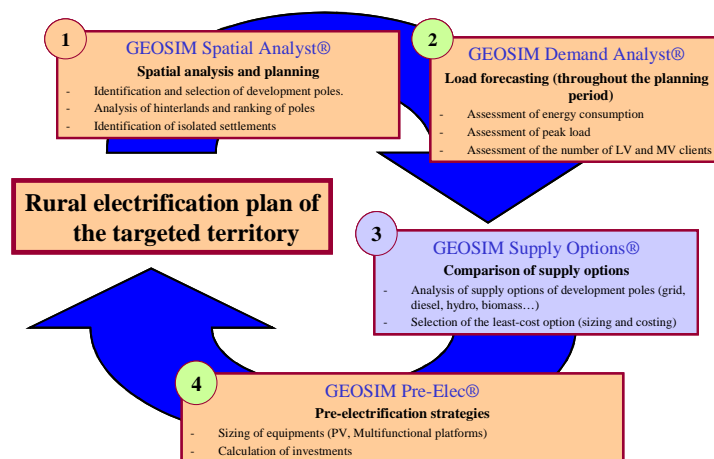 1
GEOSIM Spatial Analyst®
Spatial analysis and planning
- Identification and selection of development poles.
- Analysis of hinterlands and ranking of poles
- Identification of isolated settlements
2
GEOSIM Demand Analyst®
Load forecasting (throughout the planning
period)
- Assessment of energy consumption
- Assessment of peak load
- Assessment of the number of LV and MV clients
Rural electrification plan of
the targeted territory
3
GEOSIM Supply Options®
Comparison of supply options
- Analysis of supply options of development poles (grid,
diesel, hydro, biomass…)
- Selection of the least-cost option (sizing and costing)
4
GEOSIM Pre-Elec®
Pre-electrification strategies
- Sizing of equipments (PV, Multifunctional platforms)
- Calculation of investments